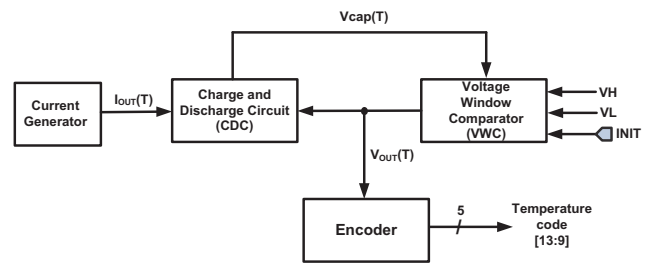 Vcap(T)
Current
Generator
IOUT(T)
Charge and
Discharge Circuit
(CDC)
Voltage
Window
Comparator
(VWC)
VH
VL
INIT
VOUT(T)
Encoder
5
Temperature
code
[13:9]